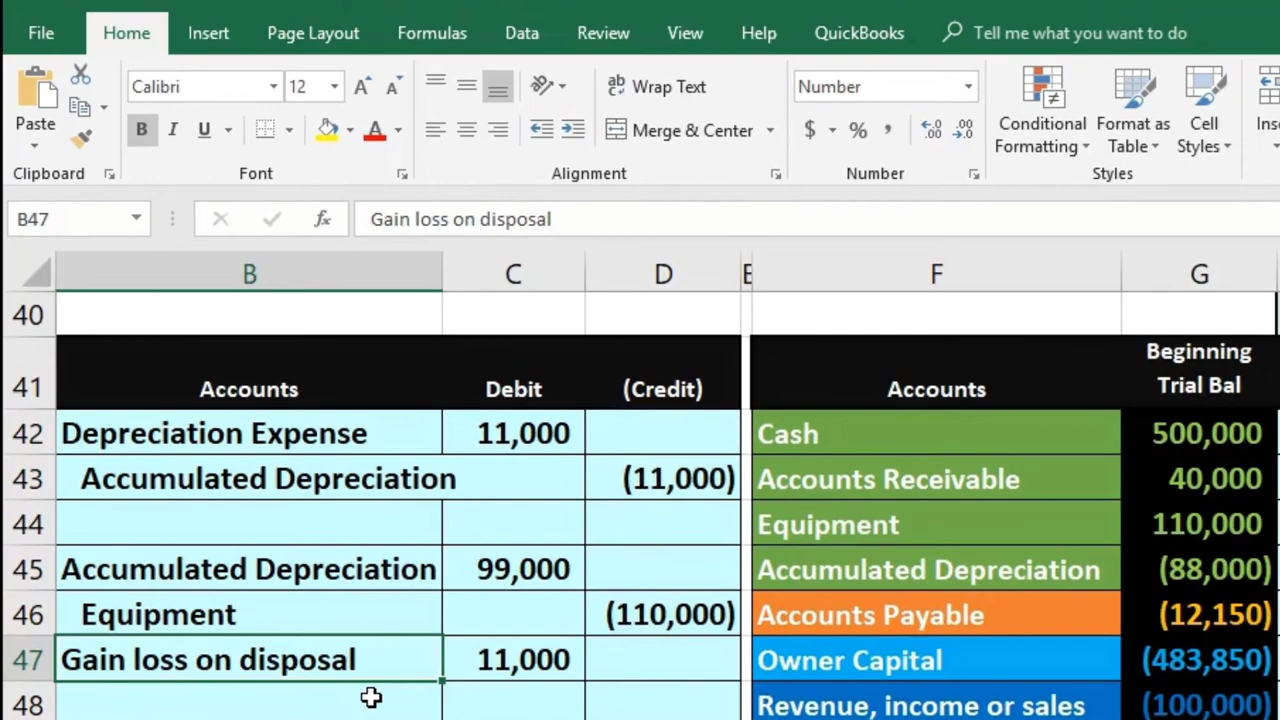 File Home Insert Page Layout Formulas Data Review View Help QuickBooks Tell me what you want to do
Calibri 12 ab Wrap Text Number
Paste B I U A Merge & Center $ % , Conditional Formatting Format as Table Cell Styles
Clipboard Font Alignment Number Styles
B47 fx Gain loss on disposal
B C D E F G
40
41 Accounts Debit (Credit) Accounts Beginning Trial Bal
42 Depreciation Expense 11,000 Cash 500,000
43 Accumulated Depreciation (11,000) Accounts Receivable 40,000
44 Equipment 110,000
45 Accumulated Depreciation 99,000 Accumulated Depreciation (88,000)
46 Equipment (110,000) Accounts Payable (12,150)
47 Gain loss on disposal 11,000 Owner Capital (483,850)
48 Revenue, income or sales (100,000)